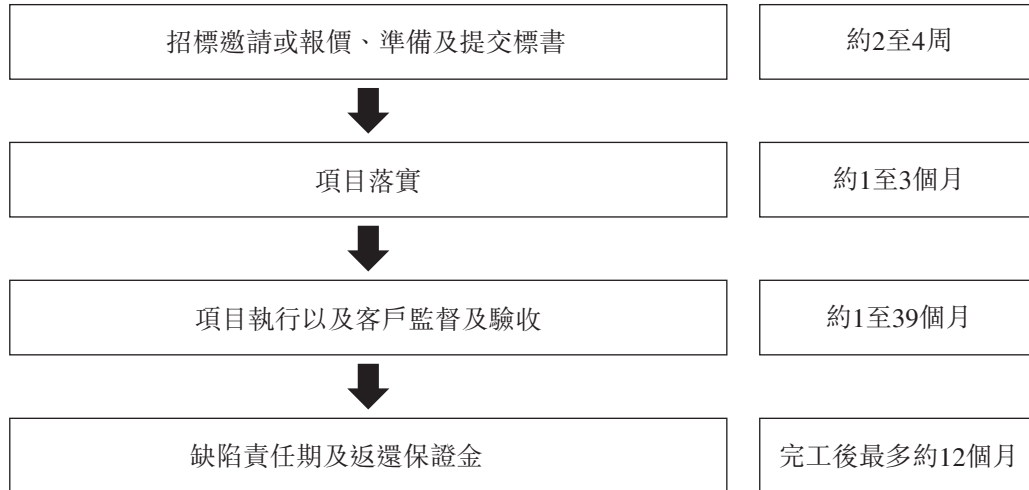 招標邀請或報價、準備及提交標書
約2至4周
項目落實
約1至3個月
項目執行以及客戶監督及驗收
約1至39個月
缺陷責任期及返還保證金
完工後最多約12個月